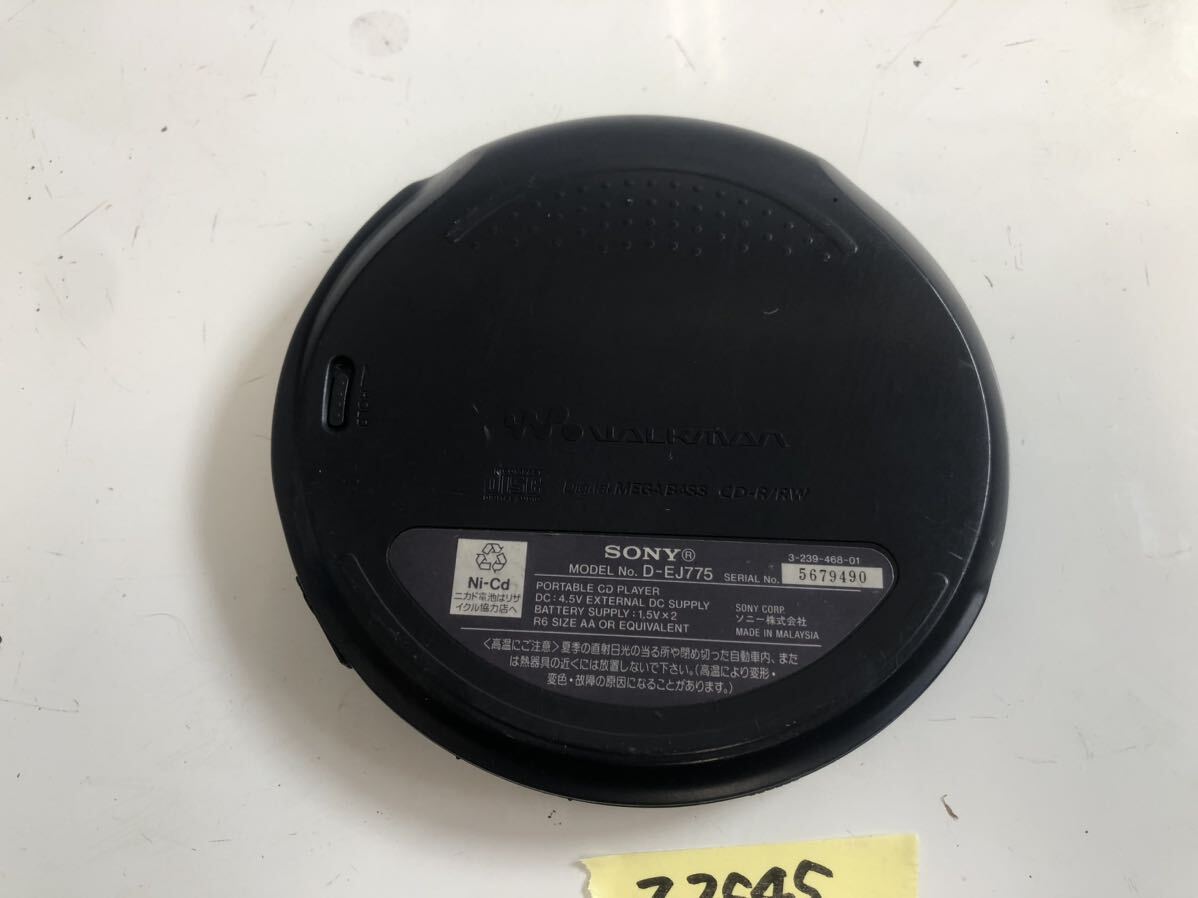 HOLD
WALKMAN
COMPACT
DISC
DIGITAL AUDIO
Digital MEGA BASS CD-R/RW
SONY®
3-239-468-01
MODEL No. D-EJ775 SERIAL No. 5679490
Ni-Cd
ニカド電池はリサ
イクル協力店へ
PORTABLE CD PLAYER
DC : 4.5V EXTERNAL DC SUPPLY
BATTERY SUPPLY : 1.5V×2
R6 SIZE AA OR EQUIVALENT
SONY CORP.
ソニー株式会社
MADE IN MALAYSIA
<高温にご注意>夏季の直射日光の当る所や閉め切った自動車内、また
は熱器具の近くには放置しないで下さい。(高温により変形・
変色・故障の原因になることがあります。)